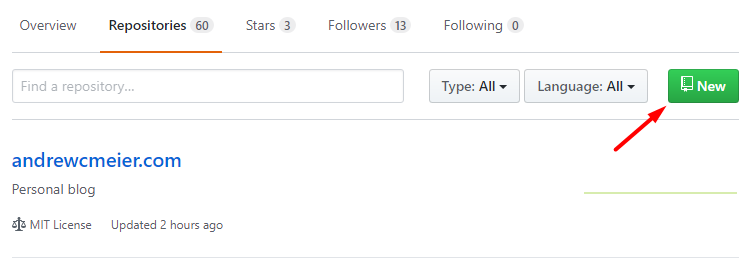 Overview Repositories 60 Stars 3 Followers 13 Following 0
Find a repository... Type: All Language: All New
andrewcmeier.com
Personal blog
MIT License Updated 2 hours ago